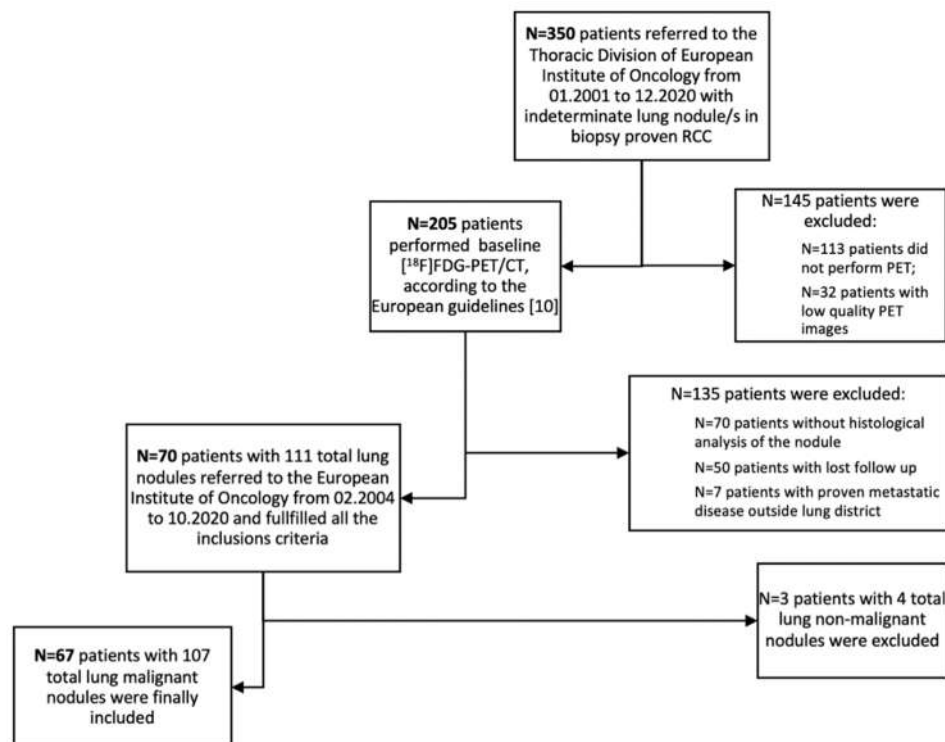 N=350 patients referred to the
Thoracic Division of European
Institute of Oncology from
01.2001 to 12.2020 with
indeterminate lung nodule/s in
biopsy proven RCC
N=205 patients
performed baseline
[¹⁸F]FDG-PET/CT,
according to the
European guidelines [10]
N=145 patients were
excluded:
N=113 patients did
not perform PET;
N=32 patients with
low quality PET
images
N=135 patients were excluded:
N=70 patients without histological
analysis of the nodule
N=50 patients with lost follow up
N=7 patients with proven metastatic
disease outside lung district
N=70 patients with 111 total lung
nodules referred to the European
Institute of Oncology from 02.2004
to 10.2020 and fullfilled all the
inclusions criteria
N=3 patients with 4 total
lung non-malignant
nodules were excluded
N=67 patients with 107
total lung malignant
nodules were finally
included